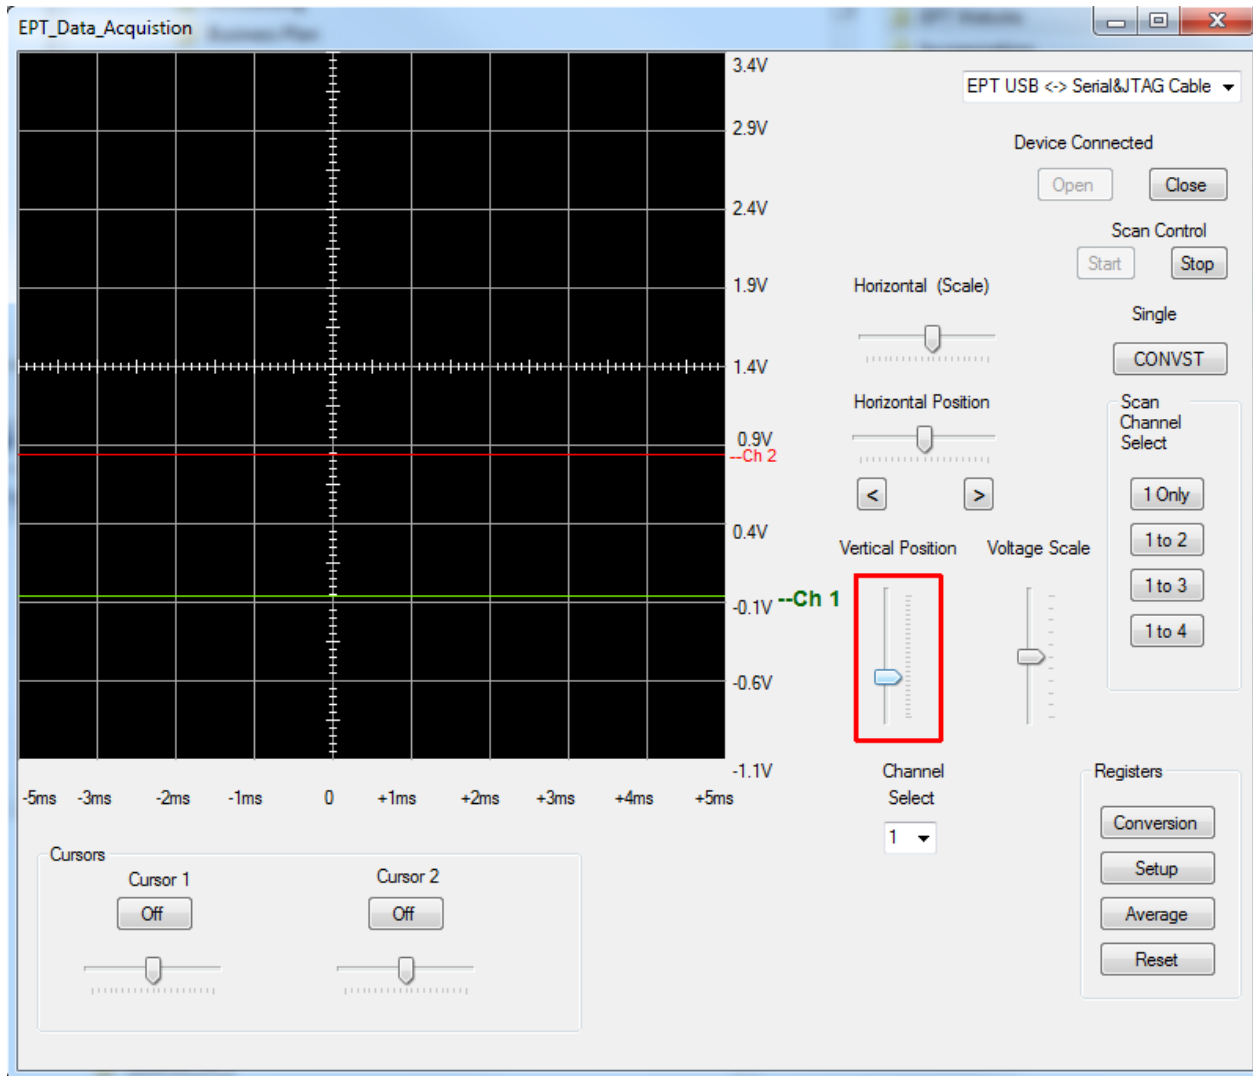 EPT_Data_Acquistion
EPT Website
Business Plan
3.4V
2.9V
2.4V
1.9V
1.4V
0.9V
--Ch 2
0.4V
-0.1V
--Ch 1
-0.6V
-1.1V
-5ms -3ms -2ms -1ms 0 +1ms +2ms +3ms +4ms +5ms
EPT USB <-> Serial&JTAG Cable
Device Connected
Open Close
Scan Control
Start Stop
Horizontal (Scale)
Single
CONVST
Horizontal Position
< >
Scan
Channel
Select
1 Only
1 to 2
1 to 3
1 to 4
Vertical Position Voltage Scale
Channel
Select
1
Registers
Conversion
Setup
Average
Reset
Cursors
Cursor 1 Cursor 2
Off Off